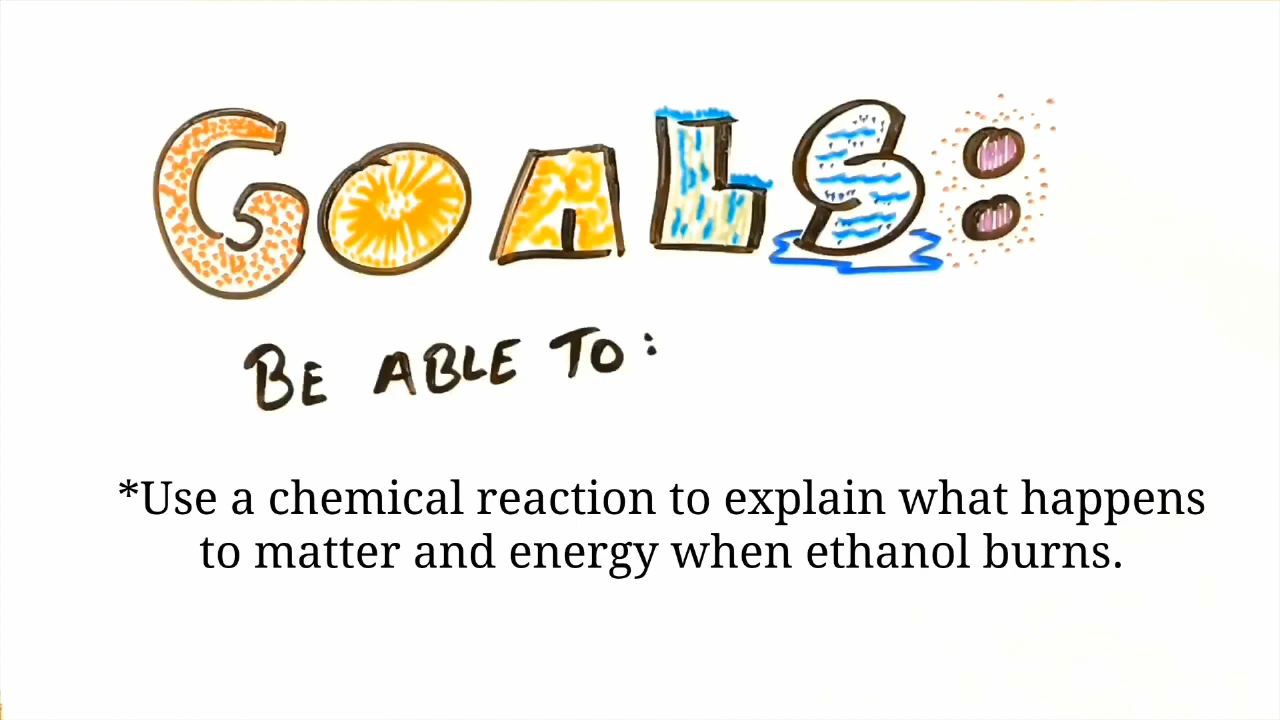 GOALS:
BE ABLE TO:
*Use a chemical reaction to explain what happens
to matter and energy when ethanol burns.